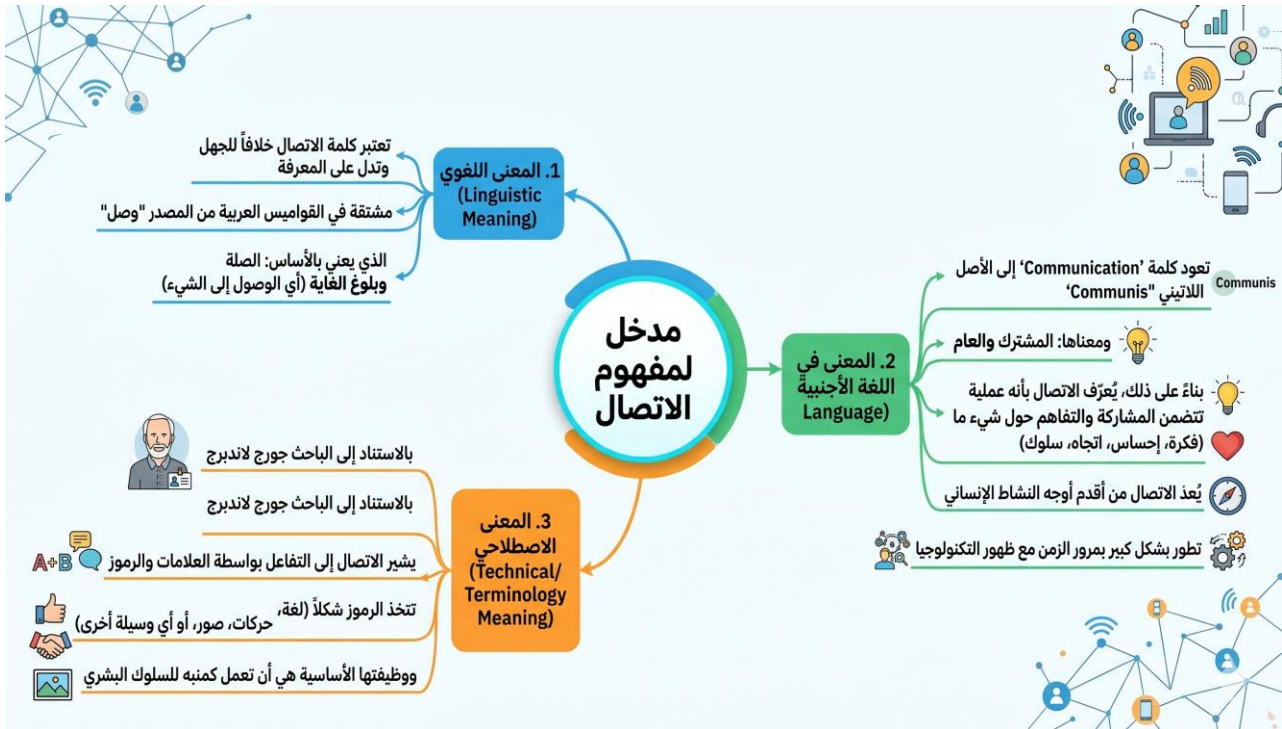 مدخل
لمفهوم
الاتصال
1. المعنى اللغوي
(Linguistic
Meaning)
تعتبر كلمة الاتصال خلافاً للجهل
وتدل على المعرفة
مشتقة في القواميس العربية من المصدر "وصل"
الذي يعني بالأساس: الصلة
وبلوغ الغاية (أي الوصول إلى الشيء)
2. المعنى في
اللغة الأجنبية
Language)
تعود كلمة ‘Communication’ إلى الأصل
اللاتيني "Communis‘
Communis
ومعناها: المشترك والعام
بناءً على ذلك، يُعرّف الاتصال بأنه عملية
تتضمن المشاركة والتفاهم حول شيء ما
(فكرة، إحساس، اتجاه، سلوك)
يُعذ الاتصال من أقدم أوجه النشاط الإنساني
تطور بشكل كبير بمرور الزمن مع ظهور التكنولوجيا
3. المعنى
الاصطلاحي
(Technical/
Terminology
Meaning)
بالاستناد إلى الباحث جورج لاندبرج
بالاستناد إلى الباحث جورج لاندبرج
يشير الاتصال إلى التفاعل بواسطة العلامات والرموز
A+B
تتخذ الرموز شكلاً (لغة، حركات، صور، أو أي وسيلة أخرى)
ووظيفتها الأساسية هي أن تعمل كمنبه للسلوك البشري